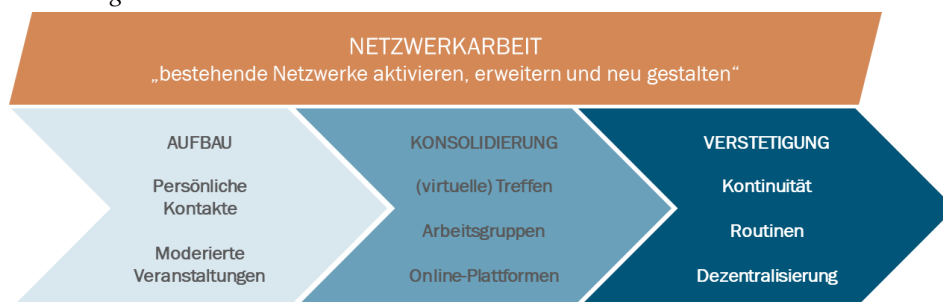 NETZWERKARBEIT
„bestehende Netzwerke aktivieren, erweitern und neu gestalten“
AUFBAU
Persönliche
Kontakte
Moderierte
Veranstaltungen
KONSOLIDIERUNG
(virtuelle) Treffen
Arbeitsgruppen
Online-Plattformen
VERSTETIGUNG
Kontinuität
Routinen
Dezentralisierung